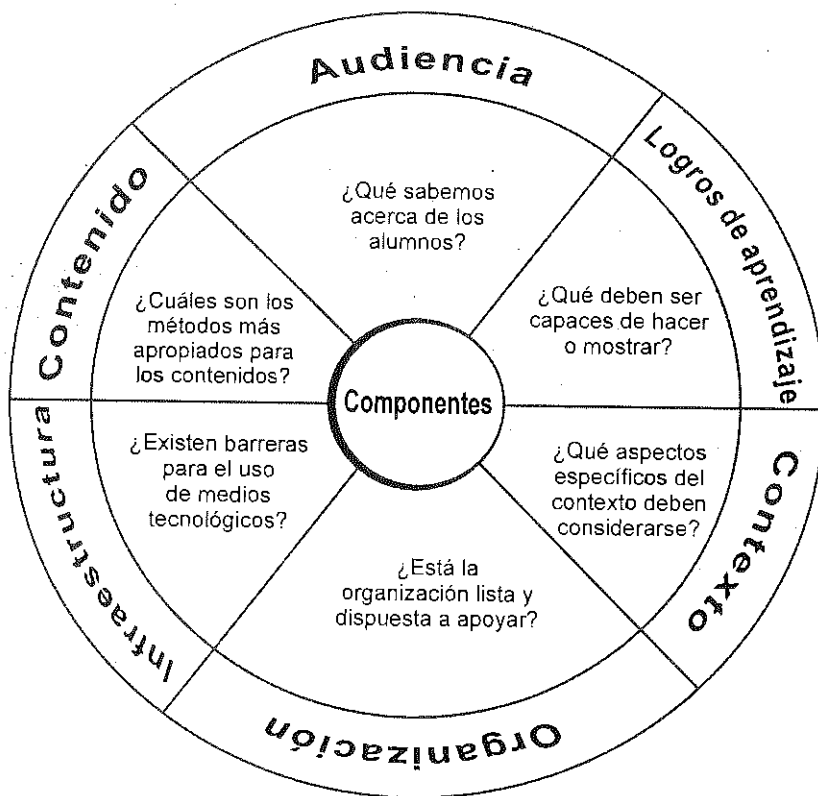 Audiencia
¿Qué sabemos
acerca de los
alumnos?
Logros de aprendizaje
¿Qué deben ser
capaces de hacer
o mostrar?
Contexto
¿Qué aspectos
específicos del
contexto deben
considerarse?
Organización
¿Está la
organización lista y
dispuesta a apoyar?
Infraestructura
¿Existen barreras
para el uso
de medios
tecnológicos?
Contenido
¿Cuáles son los
métodos más
apropiados para
los contenidos?
Componentes